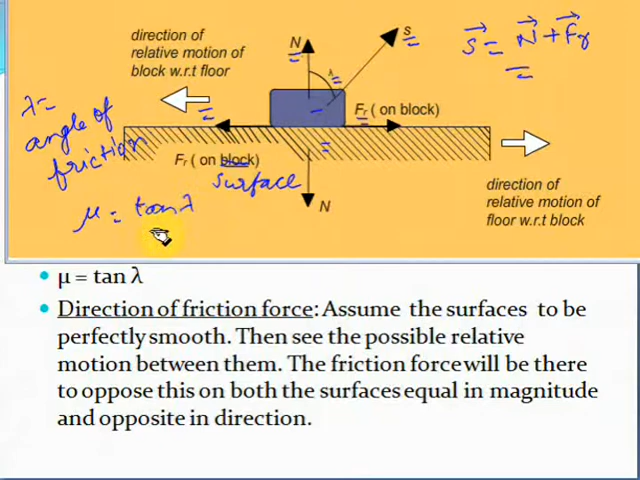 direction of
relative motion of
block w.r.t floor
N
λ
s
s = N + Fr
λ =
angle of
friction
Fr ( on block)
Fr ( on block)
surface
μ = tan λ
N
direction of
relative motion of
floor w.r.t block
• μ = tan λ
• Direction of friction force: Assume the surfaces to be
perfectly smooth. Then see the possible relative
motion between them. The friction force will be there
to oppose this on both the surfaces equal in magnitude
and opposite in direction.